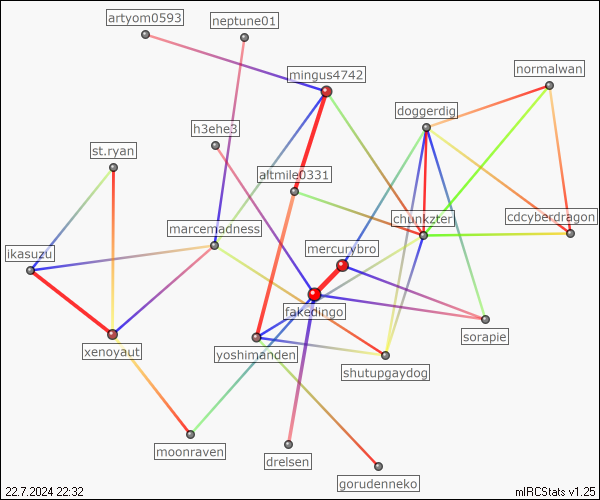 artyom0593
neptune01
mingus4742
normalwan
doggerdig
h3ehe3
st.ryan
altmile0331
cdcyberdragon
chunkzter
marcemadness
mercurybro
ikasuzu
fakedingo
sorapie
xenoyaut
yoshimanden
shutupgaydog
moonraven
drelsen
gorudenneko
22.7.2024 22:32
mIRCStats v1.25